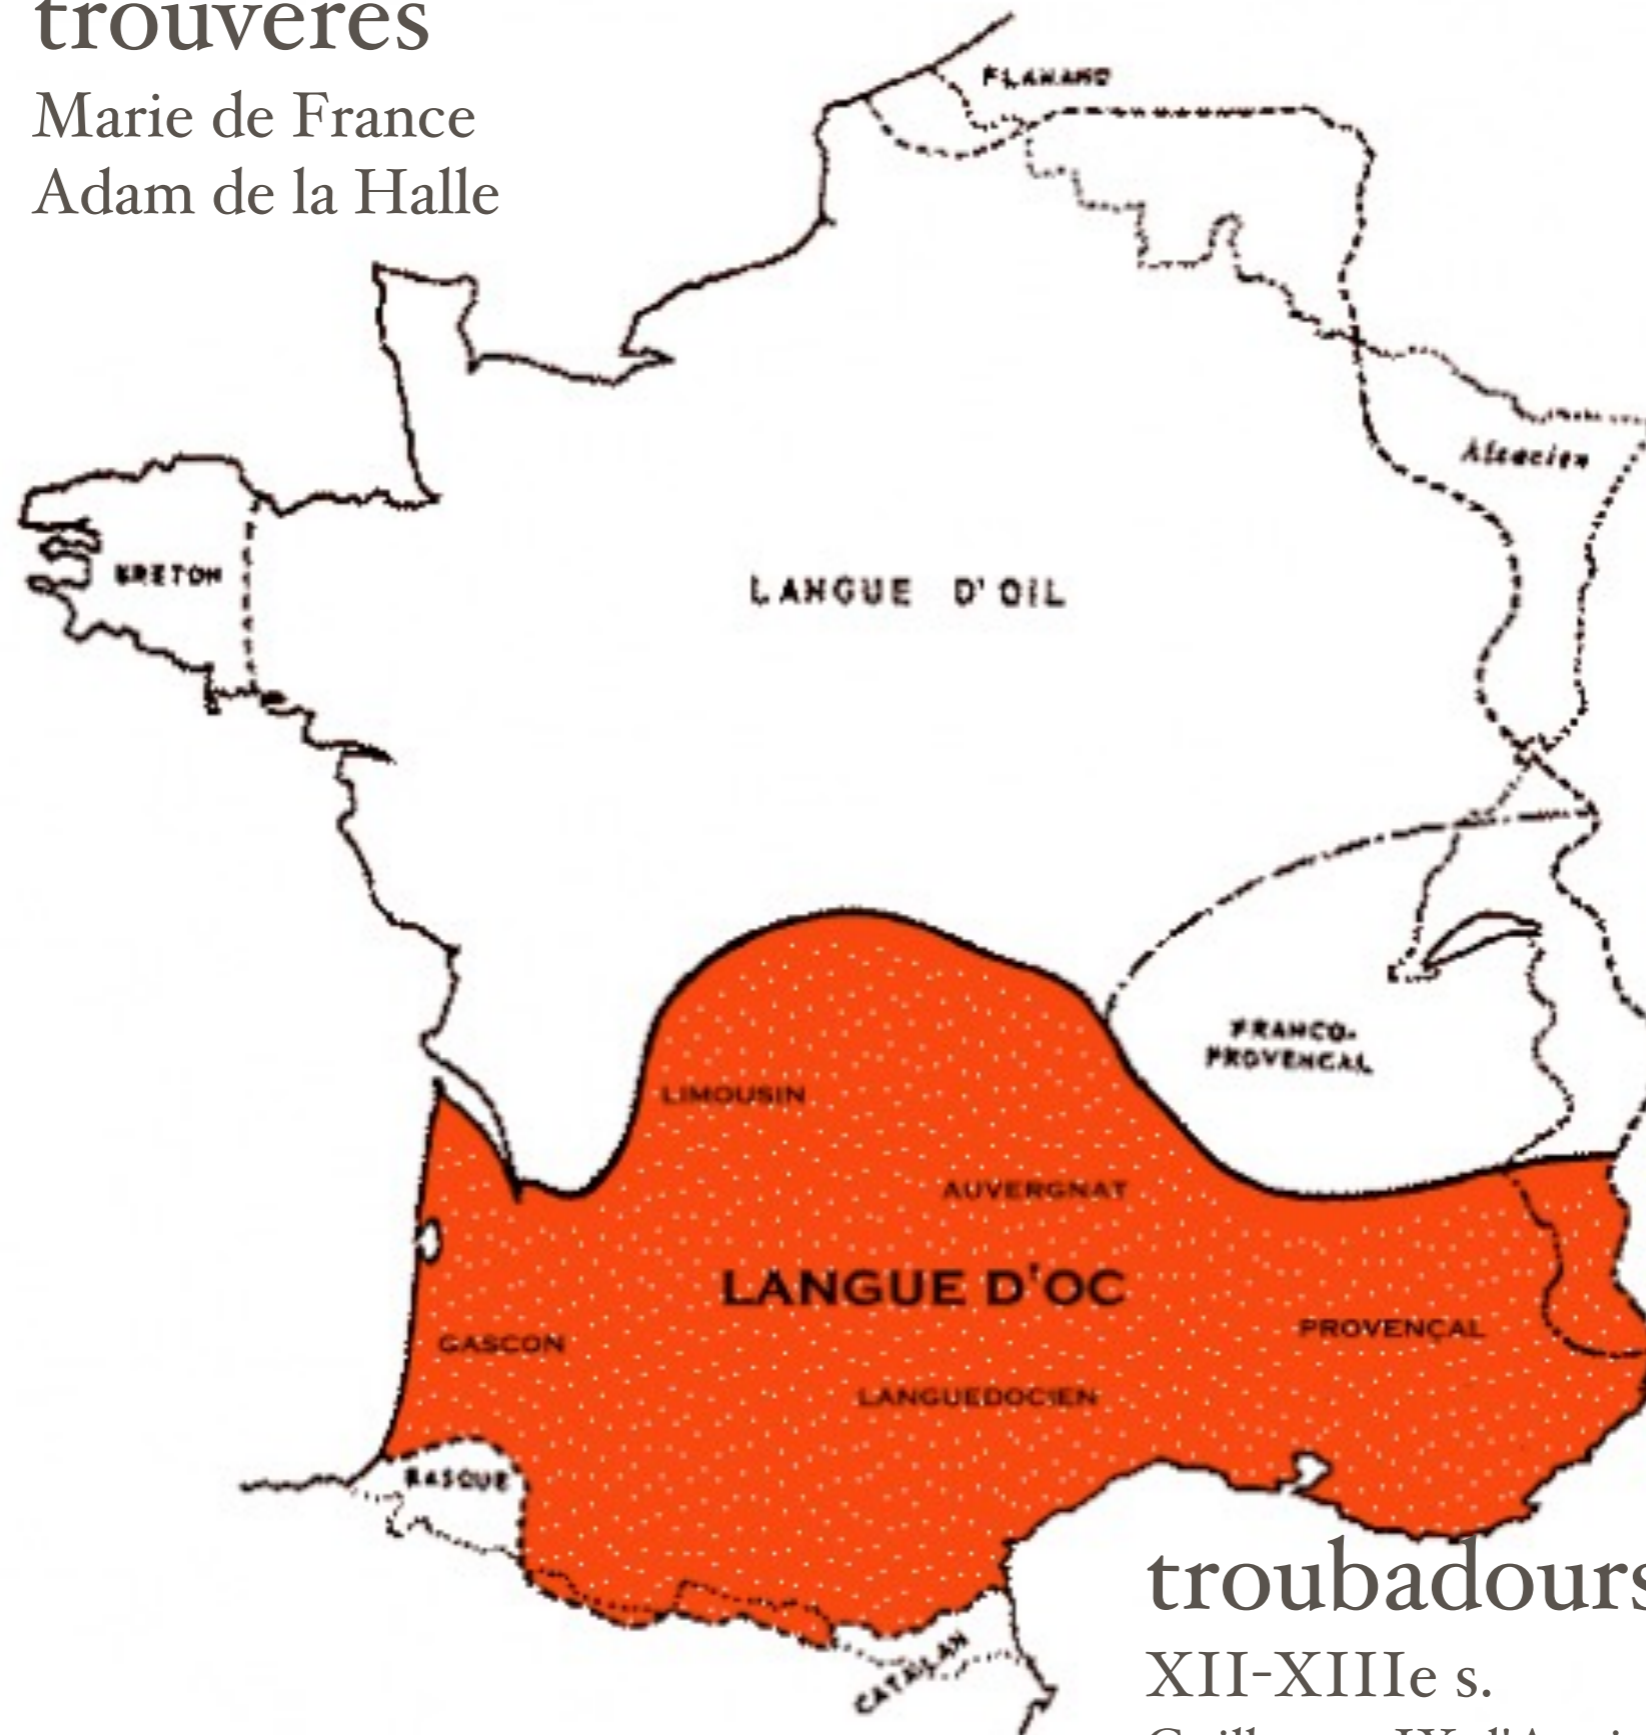 trouvères
Marie de France
Adam de la Halle
FLAMAND
Alsacien
BRETON
LANGUE D'OIL
FRANCO-
PROVENCAL
LIMOUSIN
AUVERGNAT
LANGUE D'OC
PROVENÇAL
GASCON
LANGUEDOCIEN
BASQUE
CATALAN
troubadours
XII-XIIIe s.